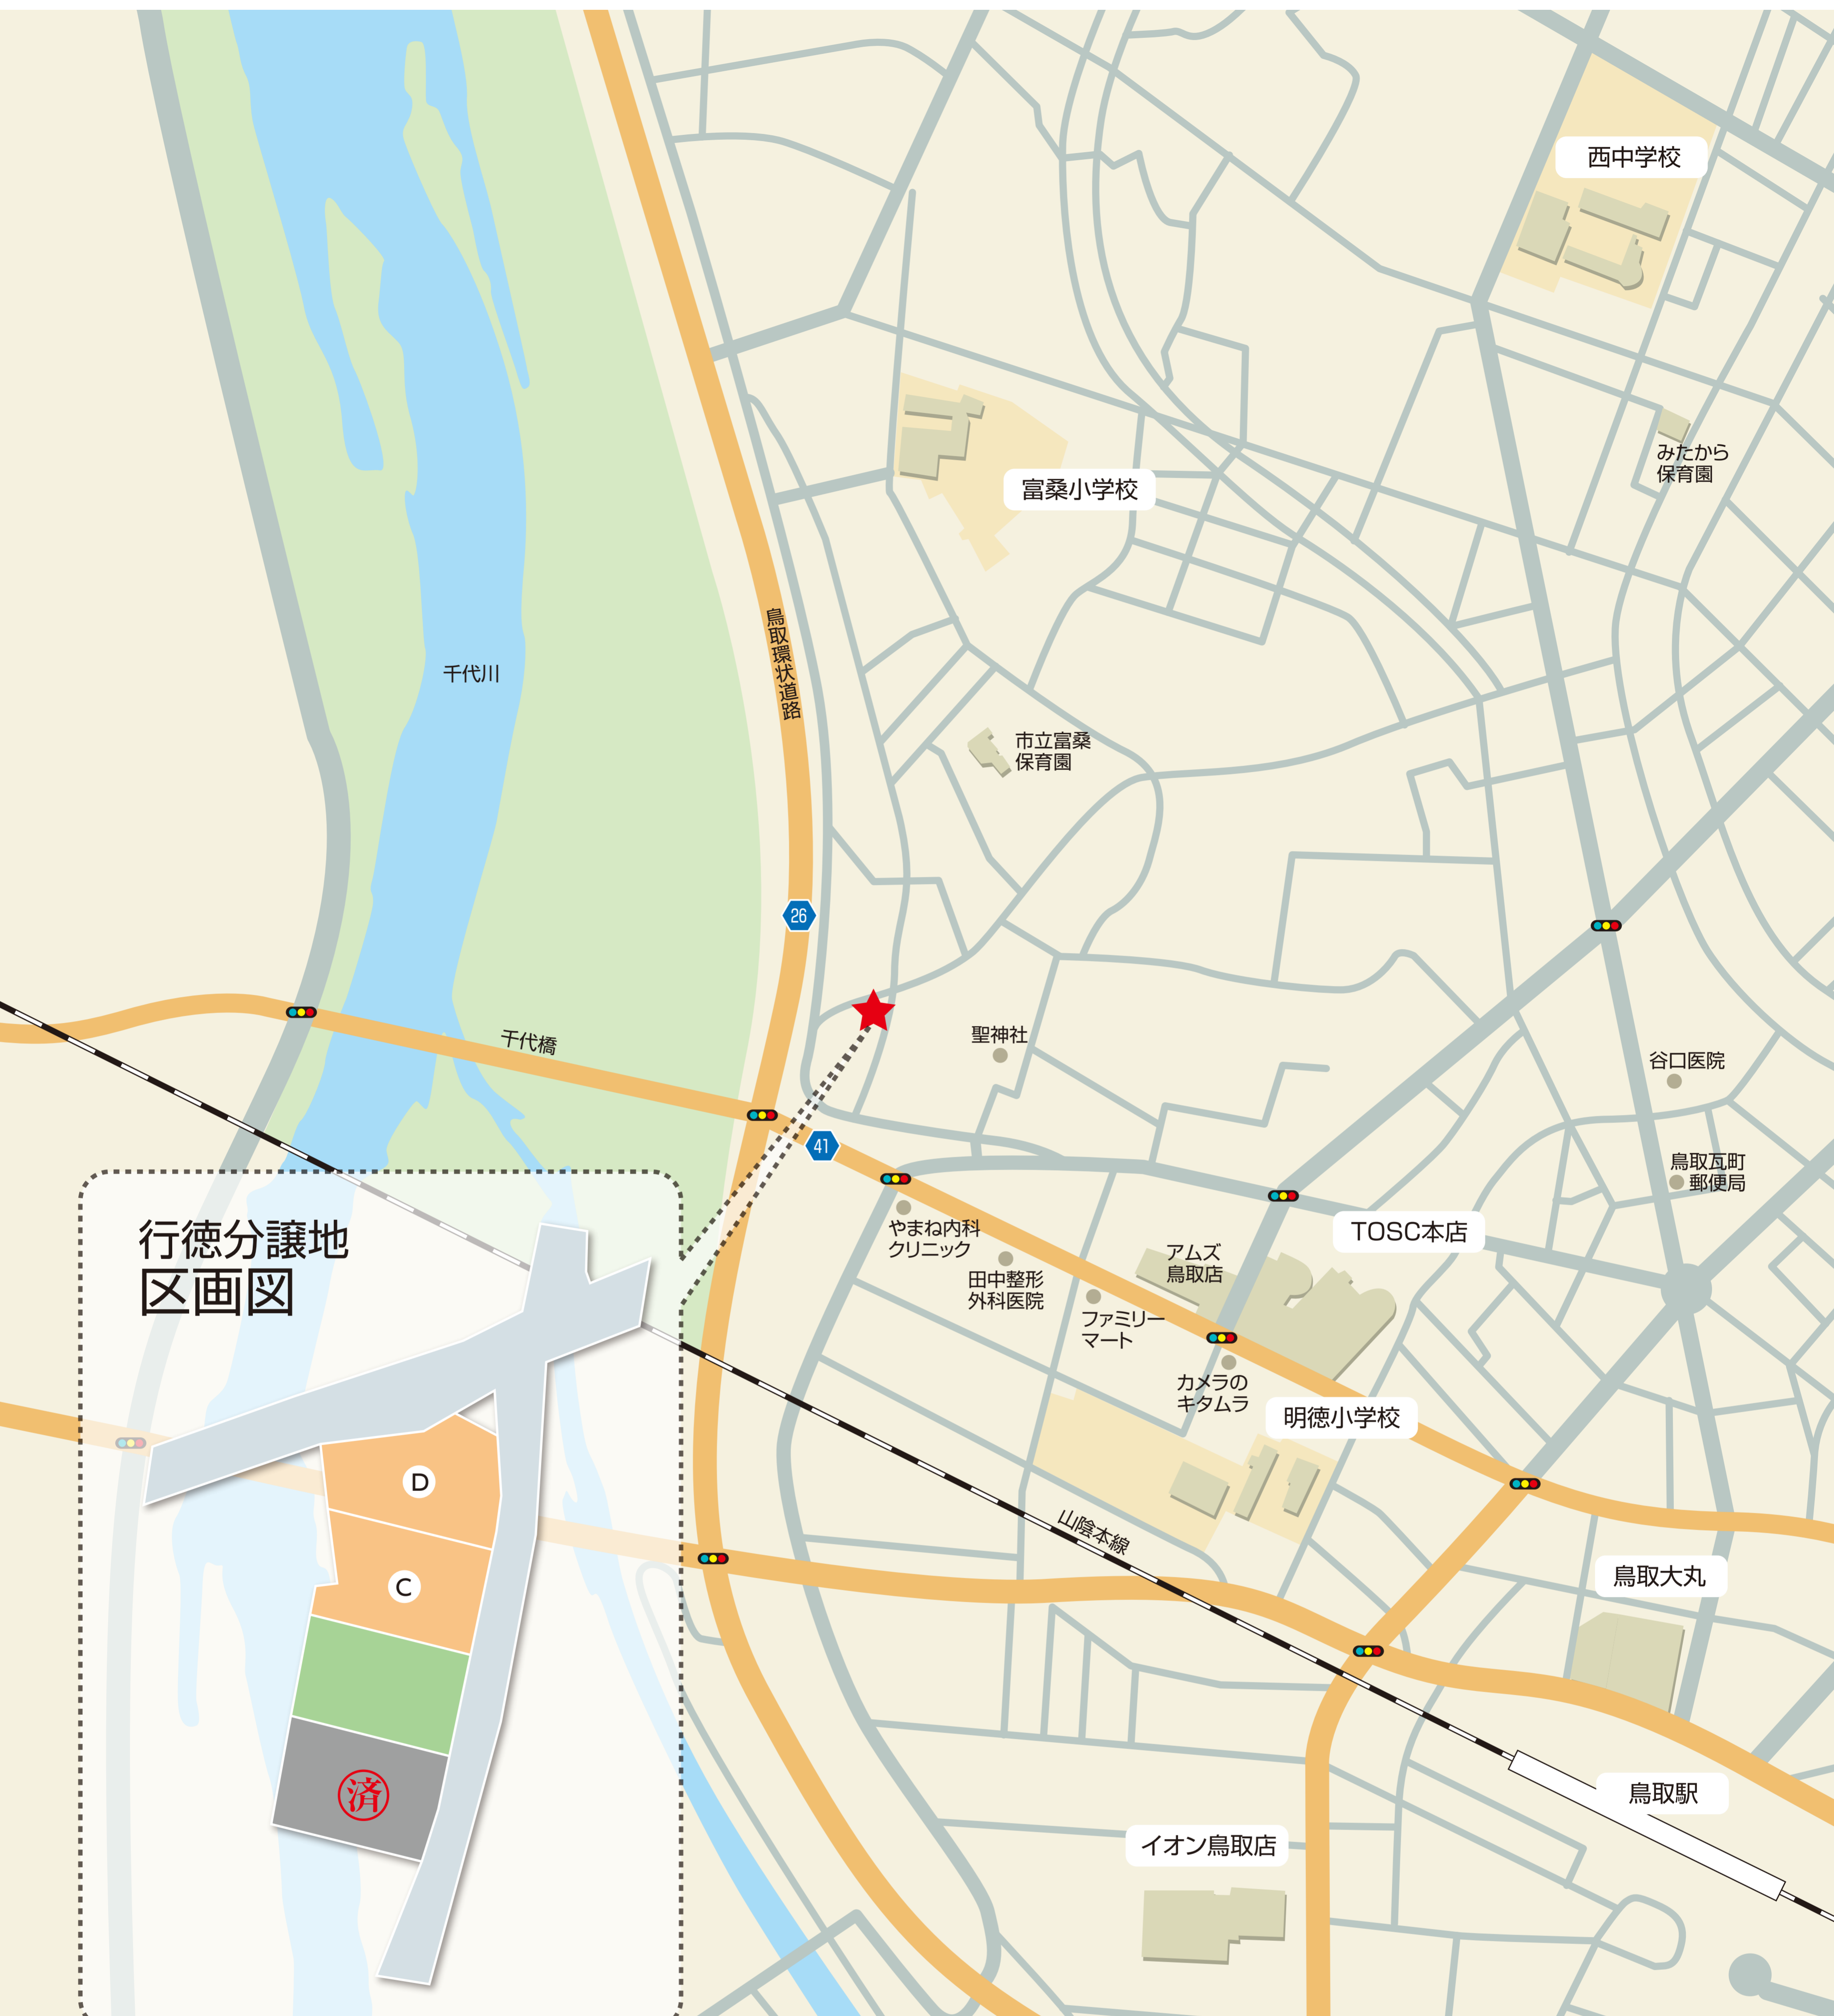 西中学校
みたから
保育園
富桑小学校
千代川
鳥取環状道路
市立富桑
保育園
26
千代橋
聖神社
谷口医院
41
鳥取瓦町
郵便局
やまね内科
クリニック
TOSC本店
アムズ
鳥取店
田中整形
外科医院
ファミリー
マート
カメラの
キタムラ
明徳小学校
山陰本線
鳥取大丸
鳥取駅
イオン鳥取店
行徳分譲地
区画図
D
C
済